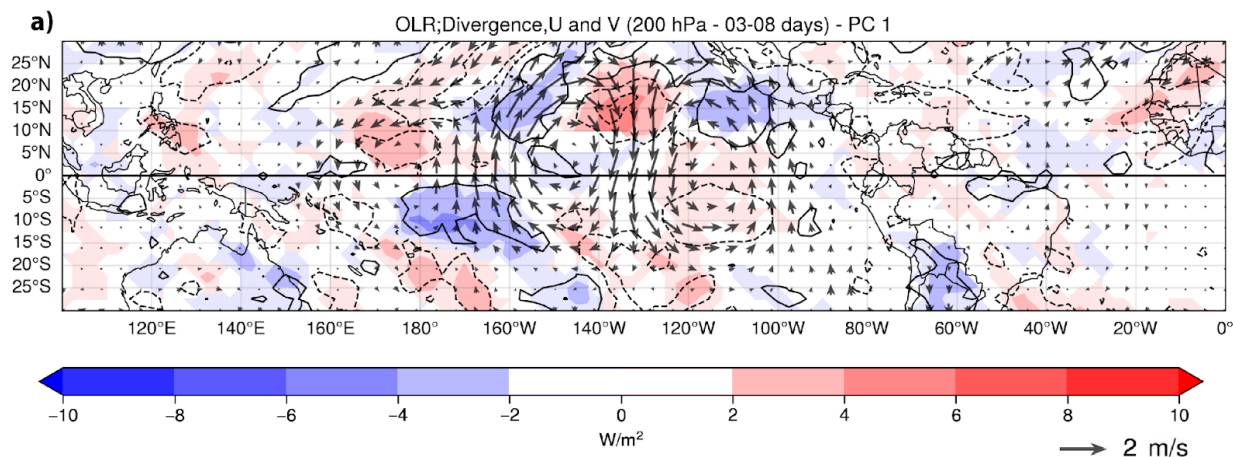 a)
OLR;Divergence,U and V (200 hPa - 03-08 days) - PC 1
25°N
20°N
15°N
10°N
5°N
0°
5°S
10°S
15°S
20°S
25°S
120°E 140°E 160°E 180° 160°W 140°W 120°W 100°W 80°W 60°W 40°W 20°W 0°
−10 −8 −6 −4 −2 0 2 4 6 8 10
W/m²
2 m/s